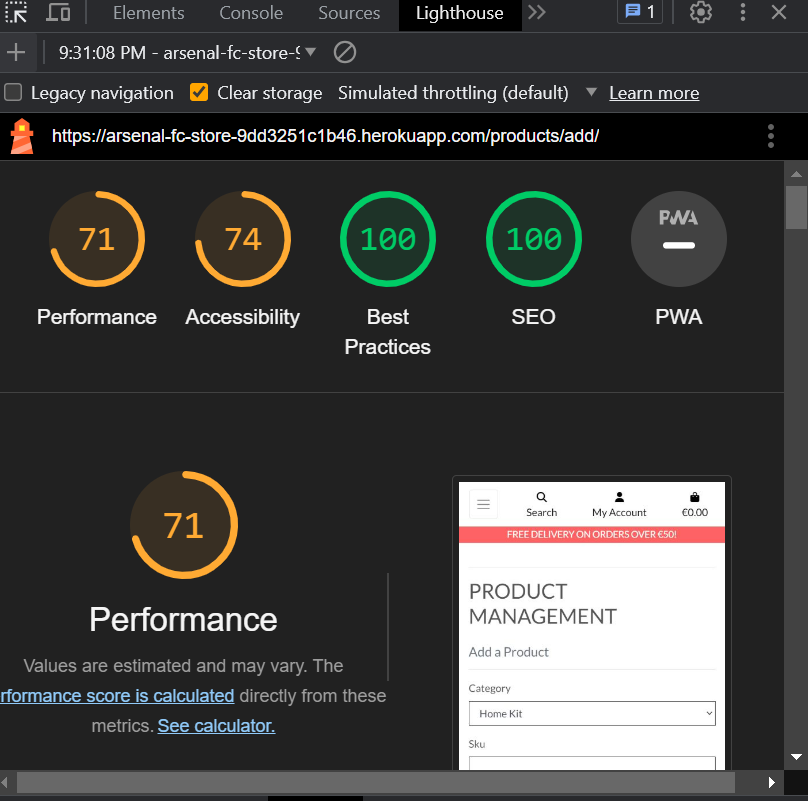 Elements Console Sources Lighthouse 1
9:31:08 PM - arsenal-fc-store-9
Legacy navigation Clear storage Simulated throttling (default) Learn more
https://arsenal-fc-store-9dd3251c1b46.herokuapp.com/products/add/
71 74 100 100 PWA
Performance Accessibility Best Practices SEO PWA
71
Performance
Values are estimated and may vary. The
rformance score is calculated directly from these
metrics. See calculator.
Search My Account €0.00
FREE DELIVERY ON ORDERS OVER €50!
PRODUCT
MANAGEMENT
Add a Product
Category
Home Kit
Sku